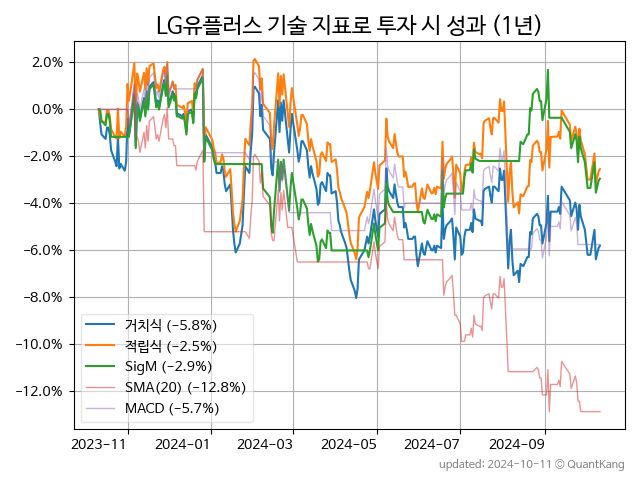 LG유플러스 기술 지표로 투자 시 성과 (1년)
2.0%
0.0%
−2.0%
−4.0%
−6.0%
−8.0%
−10.0%
−12.0%
거치식 (−5.8%)
적립식 (−2.5%)
SigM (−2.9%)
SMA(20) (−12.8%)
MACD (−5.7%)
2023-11 2024-01 2024-03 2024-05 2024-07 2024-09
updated: 2024-10-11 © QuantKang